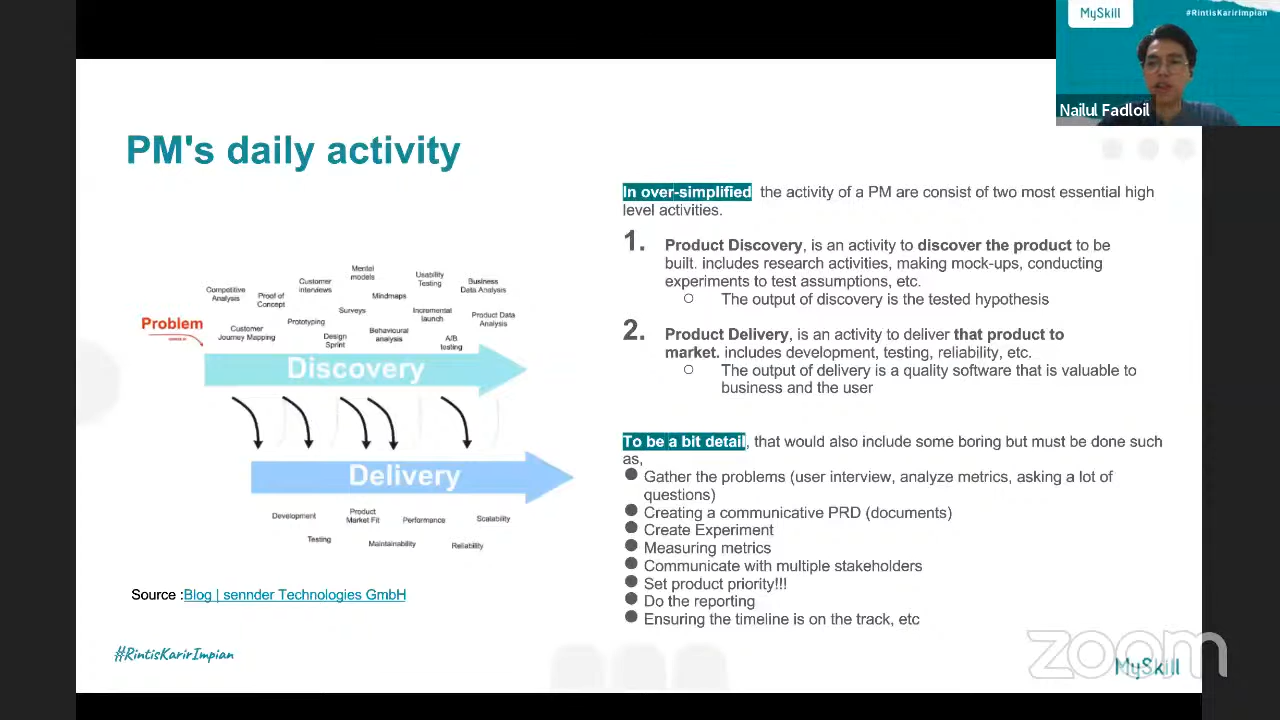 MySkill
#RintisKarirImpian
Nailul Fadloil
PM's daily activity
Competitive
Analysis
Proof of
Concept
Customer
interviews
Mental
models
Mindmaps
Usability
Testing
Business
Data Analysis
Customer
Journey Mapping
Prototyping
Surveys
Design
Sprint
Behavioural
analysis
Incremental
launch
A/B
testing
Product Data
Analysis
Problem
Discovery
Delivery
Development
Testing
Product
Market Fit
Maintainability
Performance
Reliability
Scalability
Source :Blog | sennder Technologies GmbH
In over-simplified the activity of a PM are consist of two most essential high
level activities.
1. Product Discovery, is an activity to discover the product to be
built. includes research activities, making mock-ups, conducting
experiments to test assumptions, etc.
○ The output of discovery is the tested hypothesis
2. Product Delivery, is an activity to deliver that product to
market. includes development, testing, reliability, etc.
○ The output of delivery is a quality software that is valuable to
business and the user
To be a bit detail, that would also include some boring but must be done such
as,
● Gather the problems (user interview, analyze metrics, asking a lot of
questions)
● Creating a communicative PRD (documents)
● Create Experiment
● Measuring metrics
● Communicate with multiple stakeholders
● Set product priority!!!
● Do the reporting
● Ensuring the timeline is on the track, etc
#RintisKarirImpian
zoom
MySkill